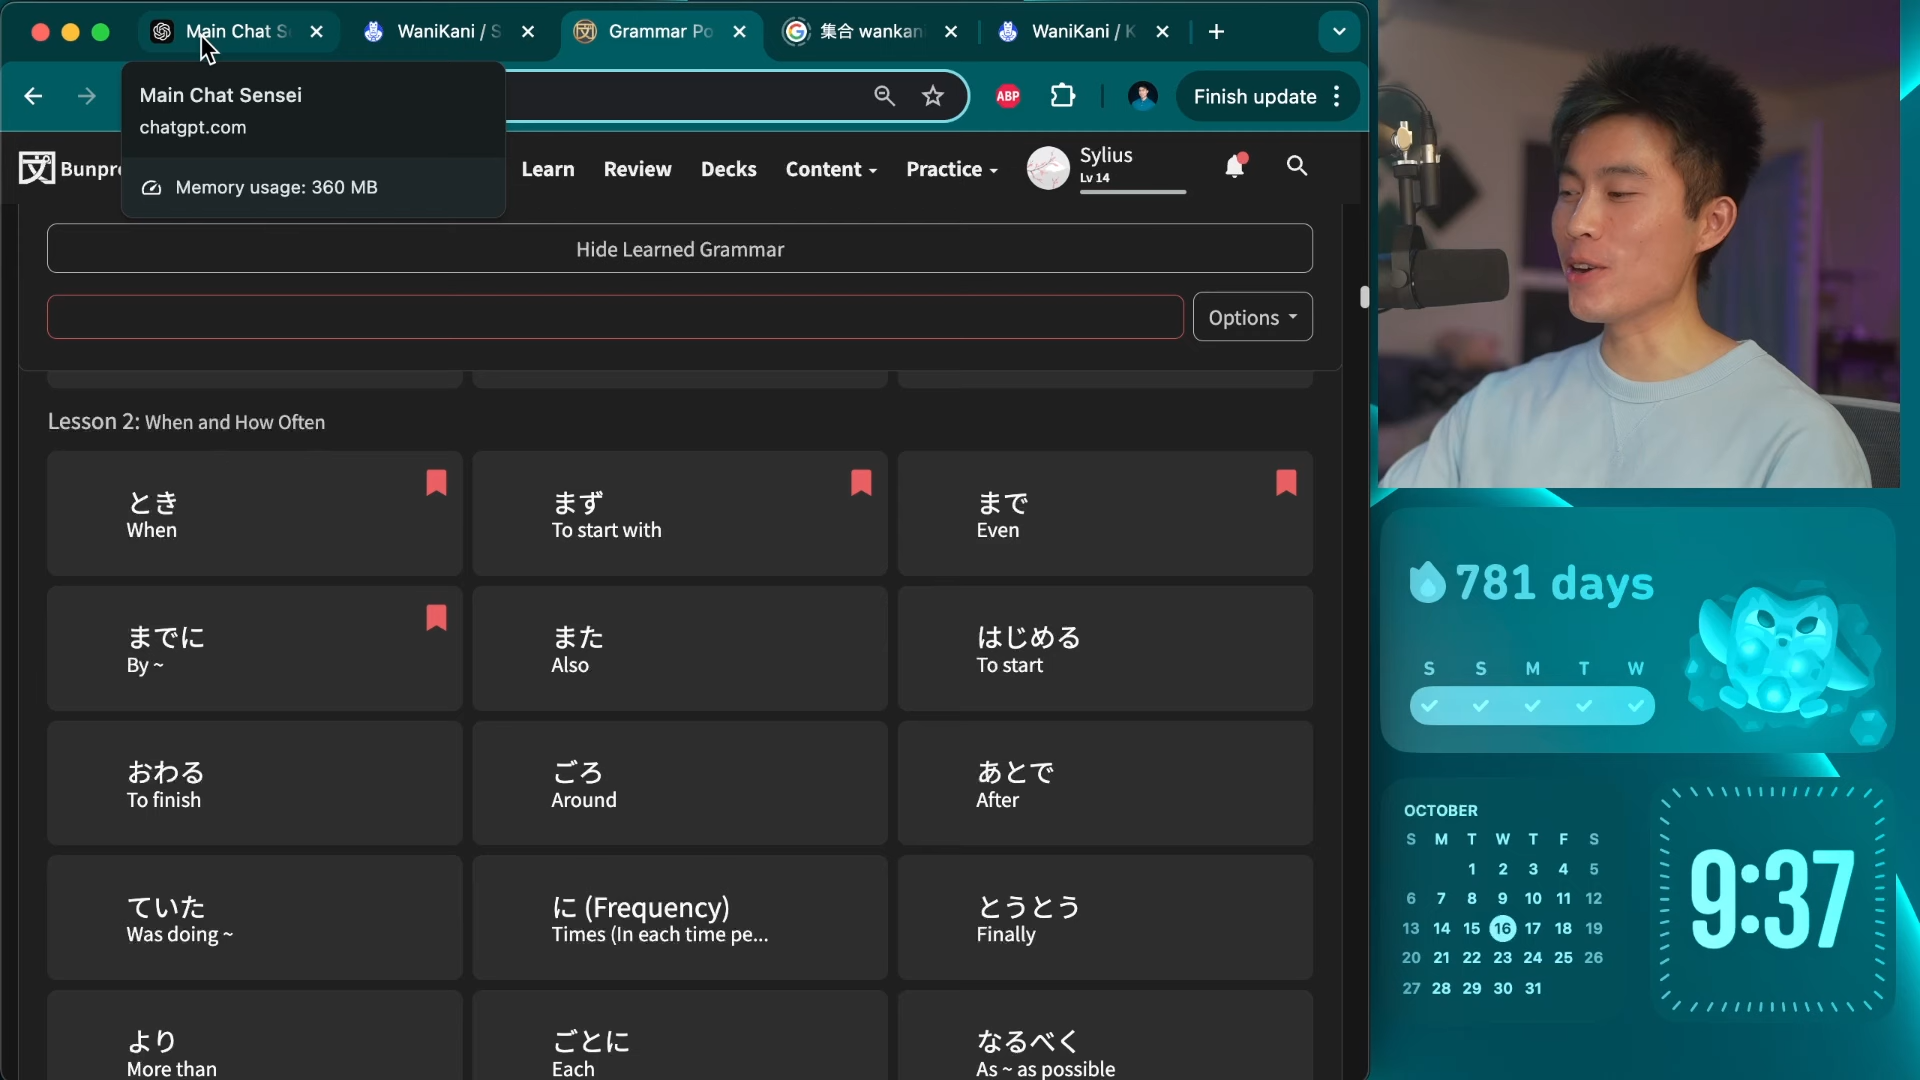 Main Chat S
WaniKani / S
Grammar Po
集合 wankan
WaniKani / K
Main Chat Sensei
chatgpt.com
Memory usage: 360 MB
ABP
Finish update
文 Bunpr
Learn
Review
Decks
Content
Practice
Sylius
Lv 14
Hide Learned Grammar
Options
Lesson 2: When and How Often
とき
When
まず
To start with
まで
Even
までに
By ~
また
Also
はじめる
To start
おわる
To finish
ごろ
Around
あとで
After
ていた
Was doing ~
に (Frequency)
Times (In each time pe...
とうとう
Finally
より
More than
ごとに
Each
なるべく
As ~ as possible
781 days
S S M T W
OCTOBER
S M T W T F S
1 2 3 4 5
6 7 8 9 10 11 12
13 14 15 16 17 18 19
20 21 22 23 24 25 26
27 28 29 30 31
9:37